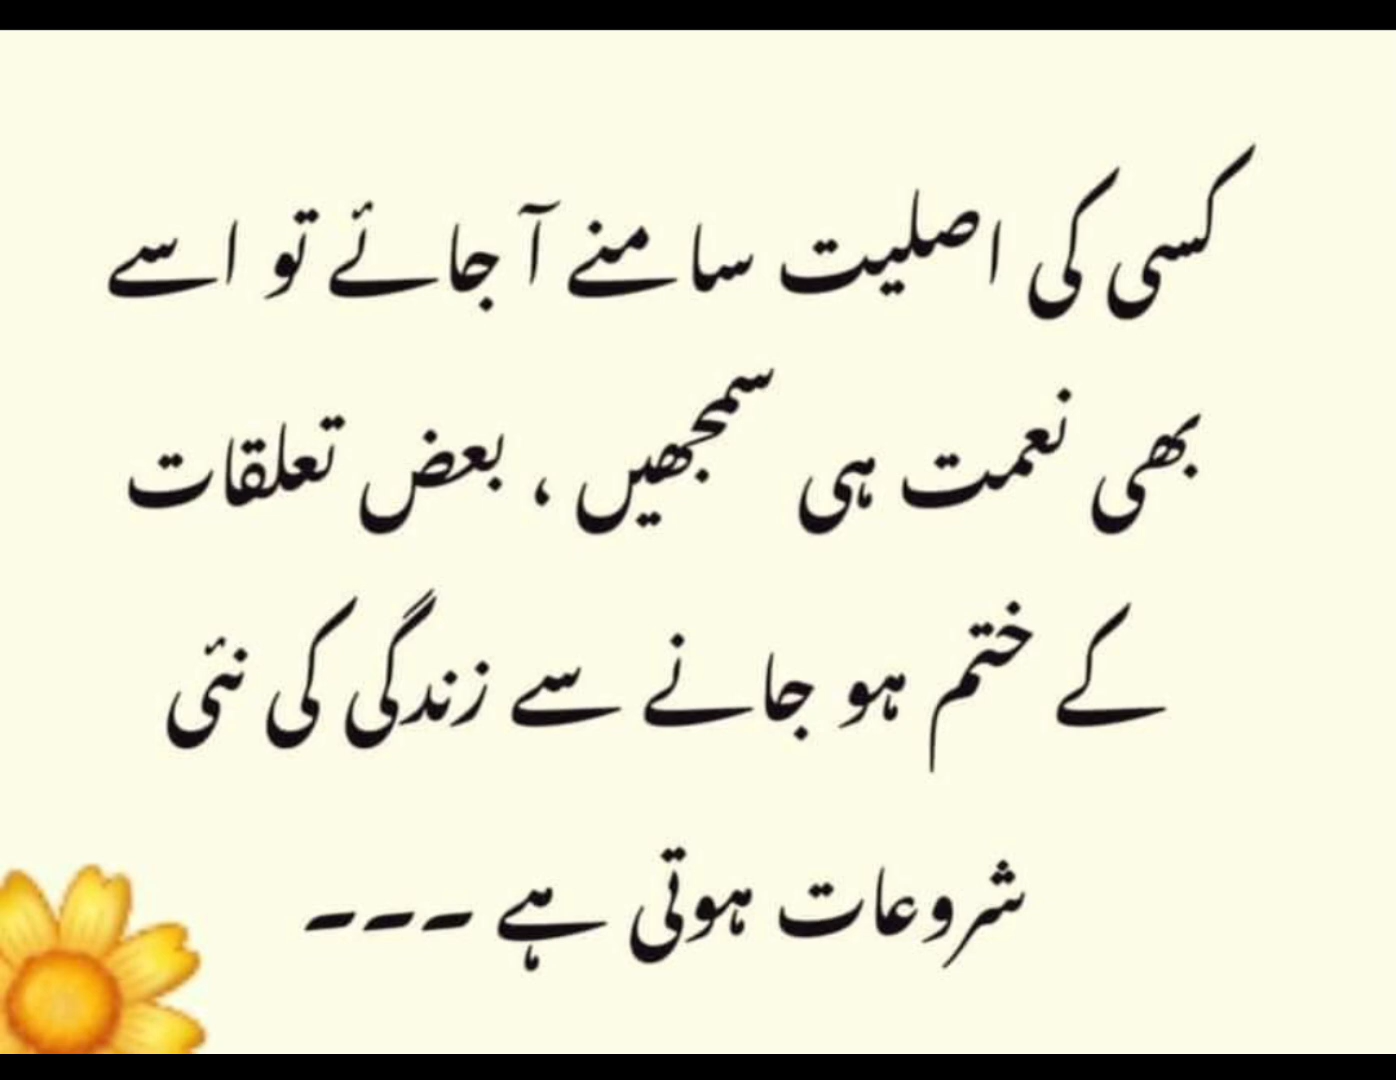 کسی کی اصلیت سامنے آ جائے تو اسے
بھی نعمت ہی سمجھیں ، بعض تعلقات
کے ختم ہو جانے سے زندگی کی نئی
شروعات ہوتی ہے ---